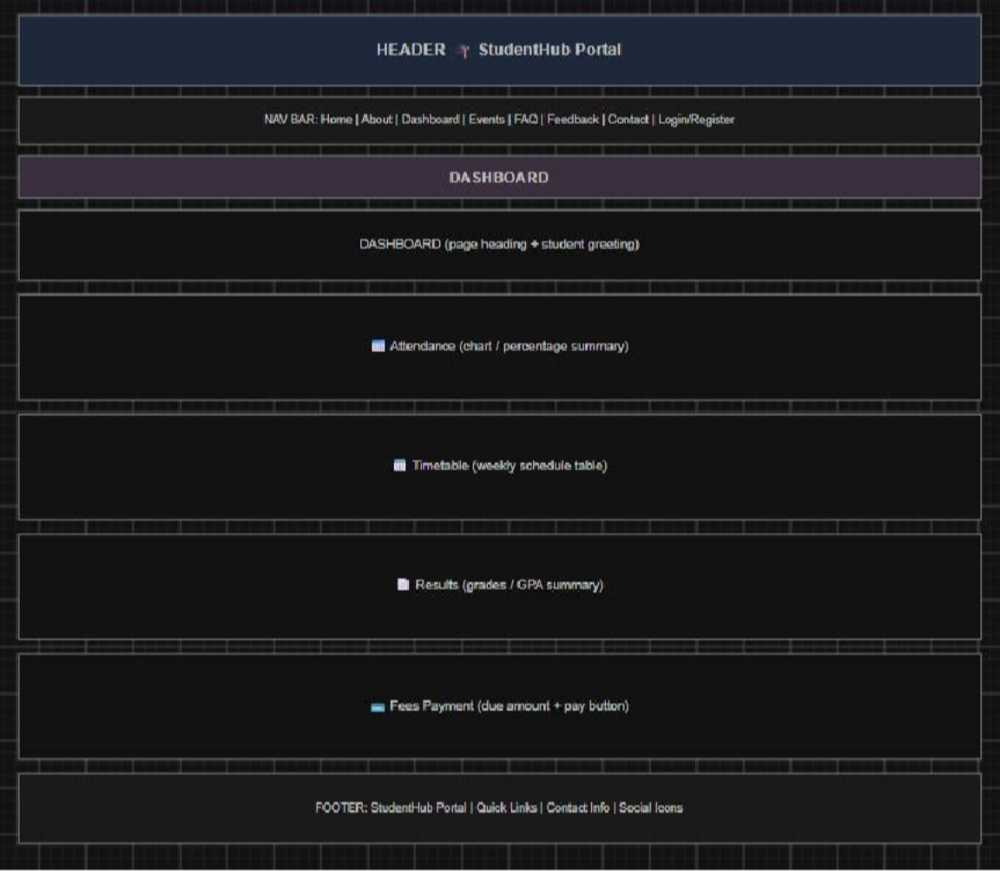 HEADER StudentHub Portal
NAV BAR: Home | About | Dashboard | Events | FAQ | Feedback | Contact | Login/Register
DASHBOARD
DASHBOARD (page heading + student greeting)
Attendance (chart / percentage summary)
Timetable (weekly schedule table)
Results (grades / GPA summary)
Fees Payment (due amount + pay button)
FOOTER: StudentHub Portal | Quick Links | Contact Info | Social Icons